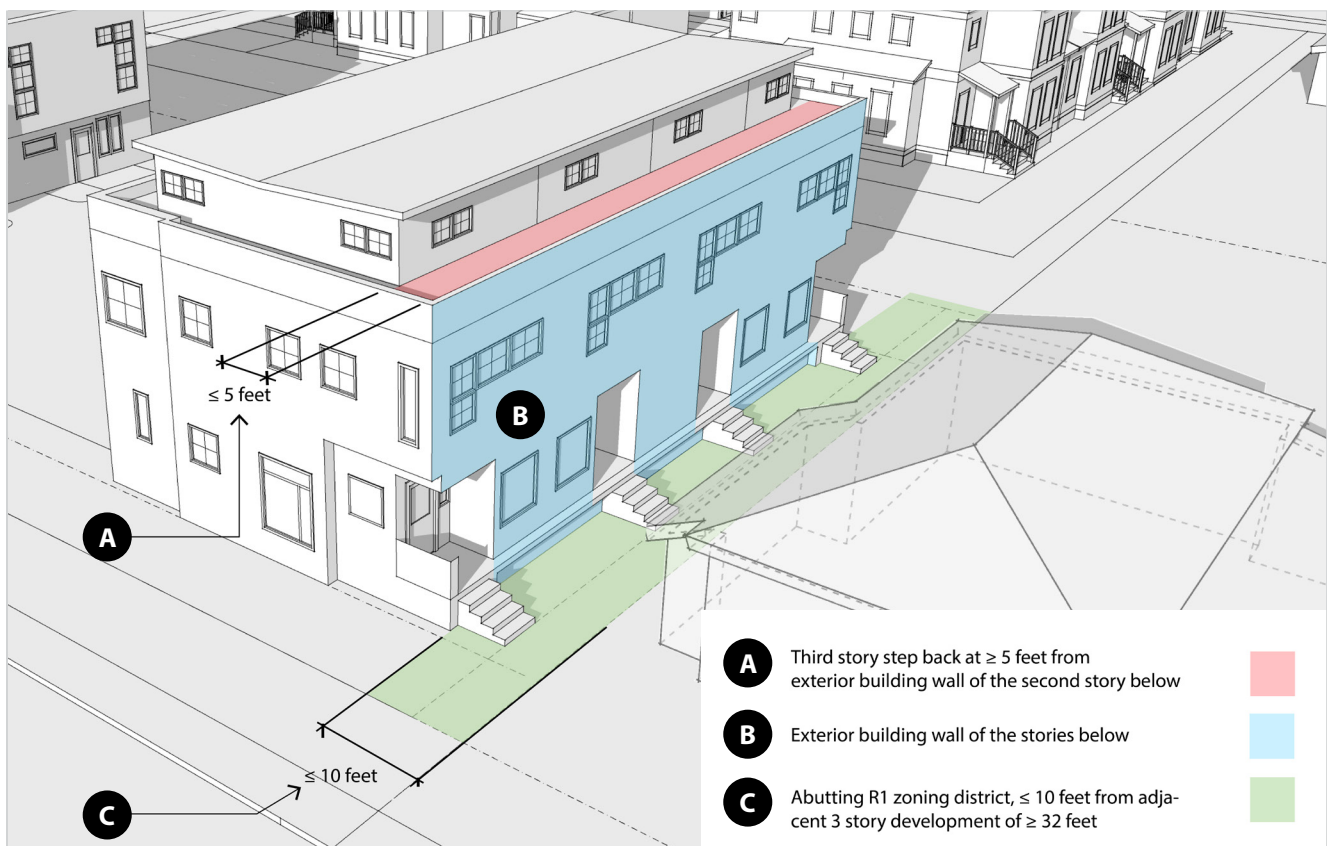 ≤ 5 feet
A
B
≤ 10 feet
C
A
Third story step back at ≥ 5 feet from
exterior building wall of the second story below
B
Exterior building wall of the stories below
C
Abutting R1 zoning district, ≤ 10 feet from adja-
cent 3 story development of ≥ 32 feet